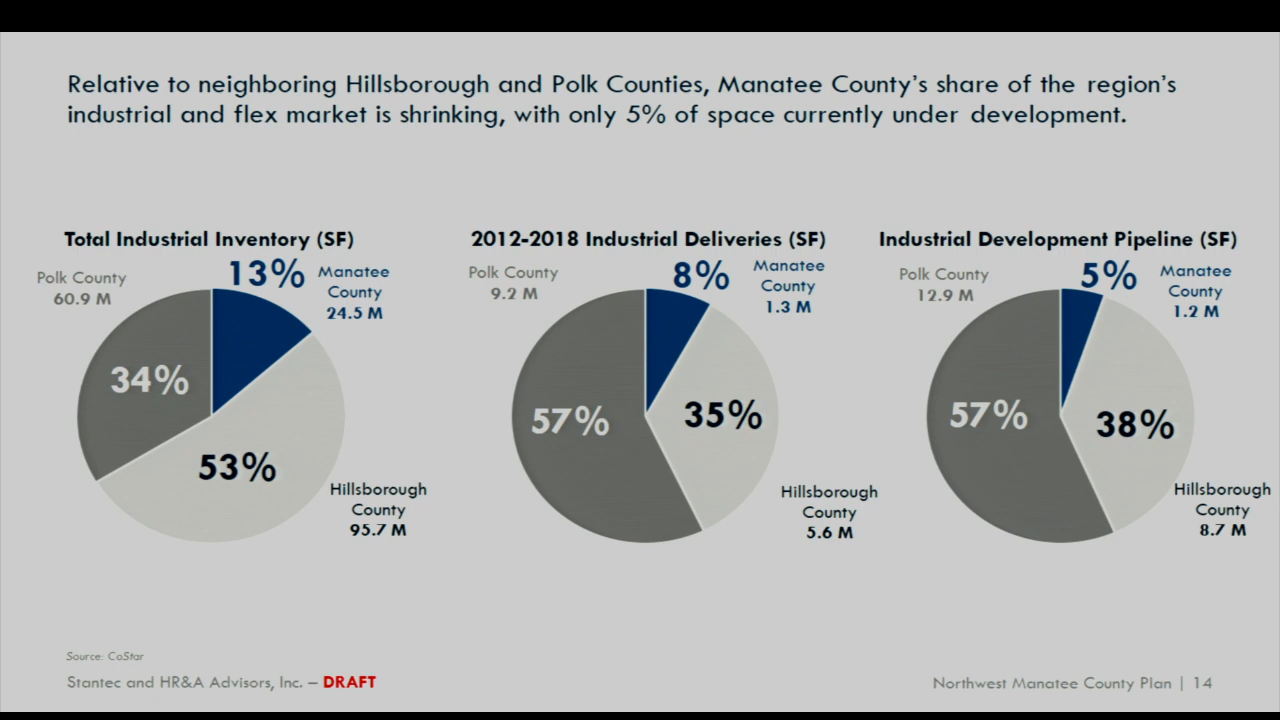 Relative to neighboring Hillsborough and Polk Counties, Manatee County's share of the region's
industrial and flex market is shrinking, with only 5% of space currently under development.
Total Industrial Inventory (SF)
Polk County
60.9 M
13%
Manatee
County
24.5 M
34%
53%
Hillsborough
County
95.7 M
2012-2018 Industrial Deliveries (SF)
Polk County
9.2 M
8%
Manatee
County
1.3 M
57%
35%
Hillsborough
County
5.6 M
Industrial Development Pipeline (SF)
Polk County
12.9 M
5%
Manatee
County
1.2 M
57%
38%
Hillsborough
County
8.7 M
Source: CoStar
Stantec and HR&A Advisors, Inc. – DRAFT
Northwest Manatee County Plan | 14